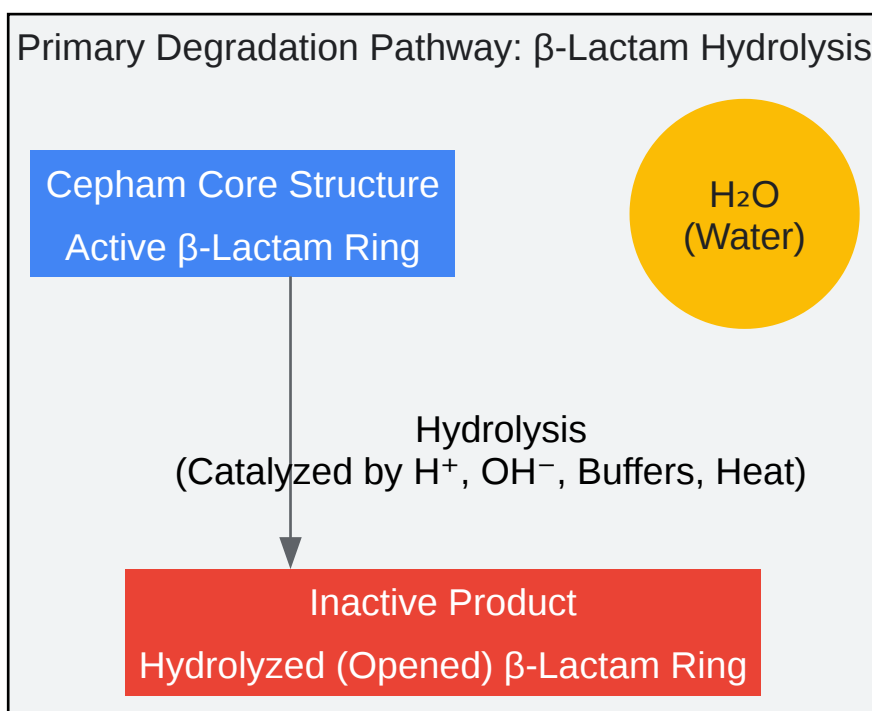 Primary Degradation Pathway: β-Lactam Hydrolysis
Cepham Core Structure
Active β-Lactam Ring
H₂O
(Water)
Hydrolysis
(Catalyzed by H⁺, OH⁻, Buffers, Heat)
Inactive Product
Hydrolyzed (Opened) β-Lactam Ring